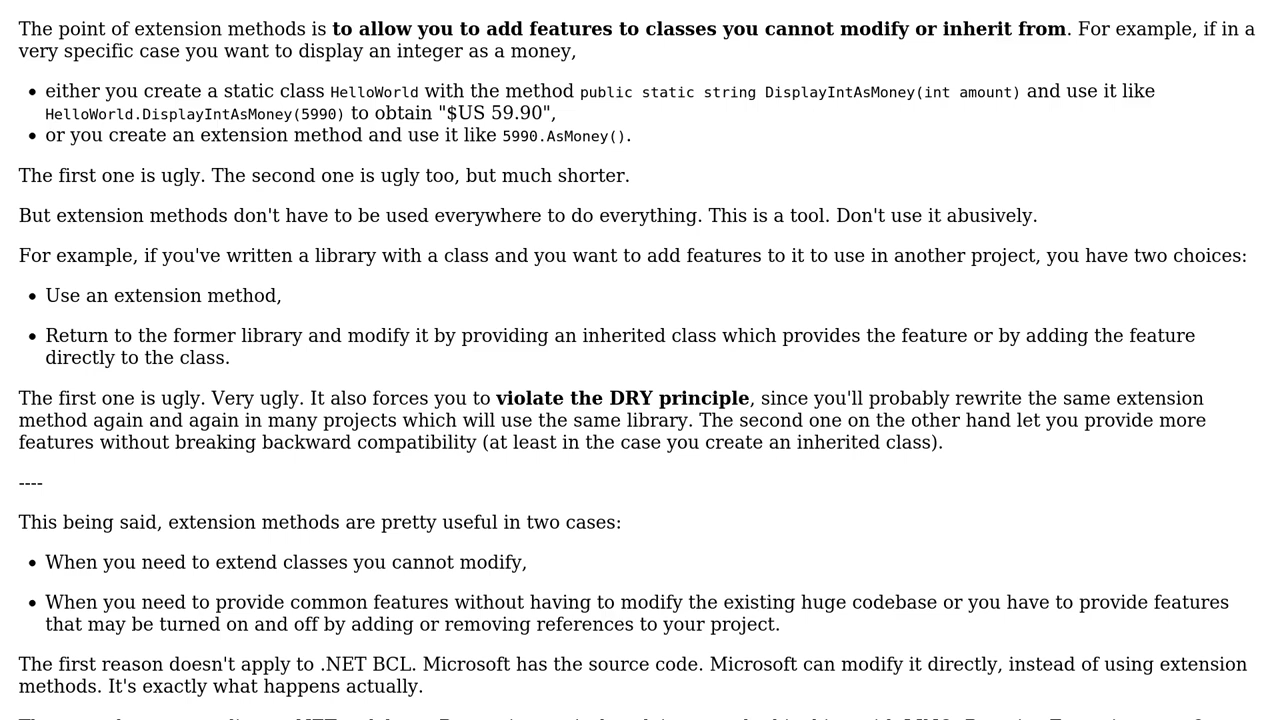 The point of extension methods is to allow you to add features to classes you cannot modify or inherit from. For example, if in a
very specific case you want to display an integer as a money,
• either you create a static class HelloWorld with the method public static string DisplayIntAsMoney(int amount) and use it like
HelloWorld.DisplayIntAsMoney(5990) to obtain "$US 59.90",
• or you create an extension method and use it like 5990.AsMoney().
The first one is ugly. The second one is ugly too, but much shorter.
But extension methods don't have to be used everywhere to do everything. This is a tool. Don't use it abusively.
For example, if you've written a library with a class and you want to add features to it to use in another project, you have two choices:
• Use an extension method,
• Return to the former library and modify it by providing an inherited class which provides the feature or by adding the feature
directly to the class.
The first one is ugly. Very ugly. It also forces you to violate the DRY principle, since you'll probably rewrite the same extension
method again and again in many projects which will use the same library. The second one on the other hand let you provide more
features without breaking backward compatibility (at least in the case you create an inherited class).
----
This being said, extension methods are pretty useful in two cases:
• When you need to extend classes you cannot modify,
• When you need to provide common features without having to modify the existing huge codebase or you have to provide features
that may be turned on and off by adding or removing references to your project.
The first reason doesn't apply to .NET BCL. Microsoft has the source code. Microsoft can modify it directly, instead of using extension
methods. It's exactly what happens actually.